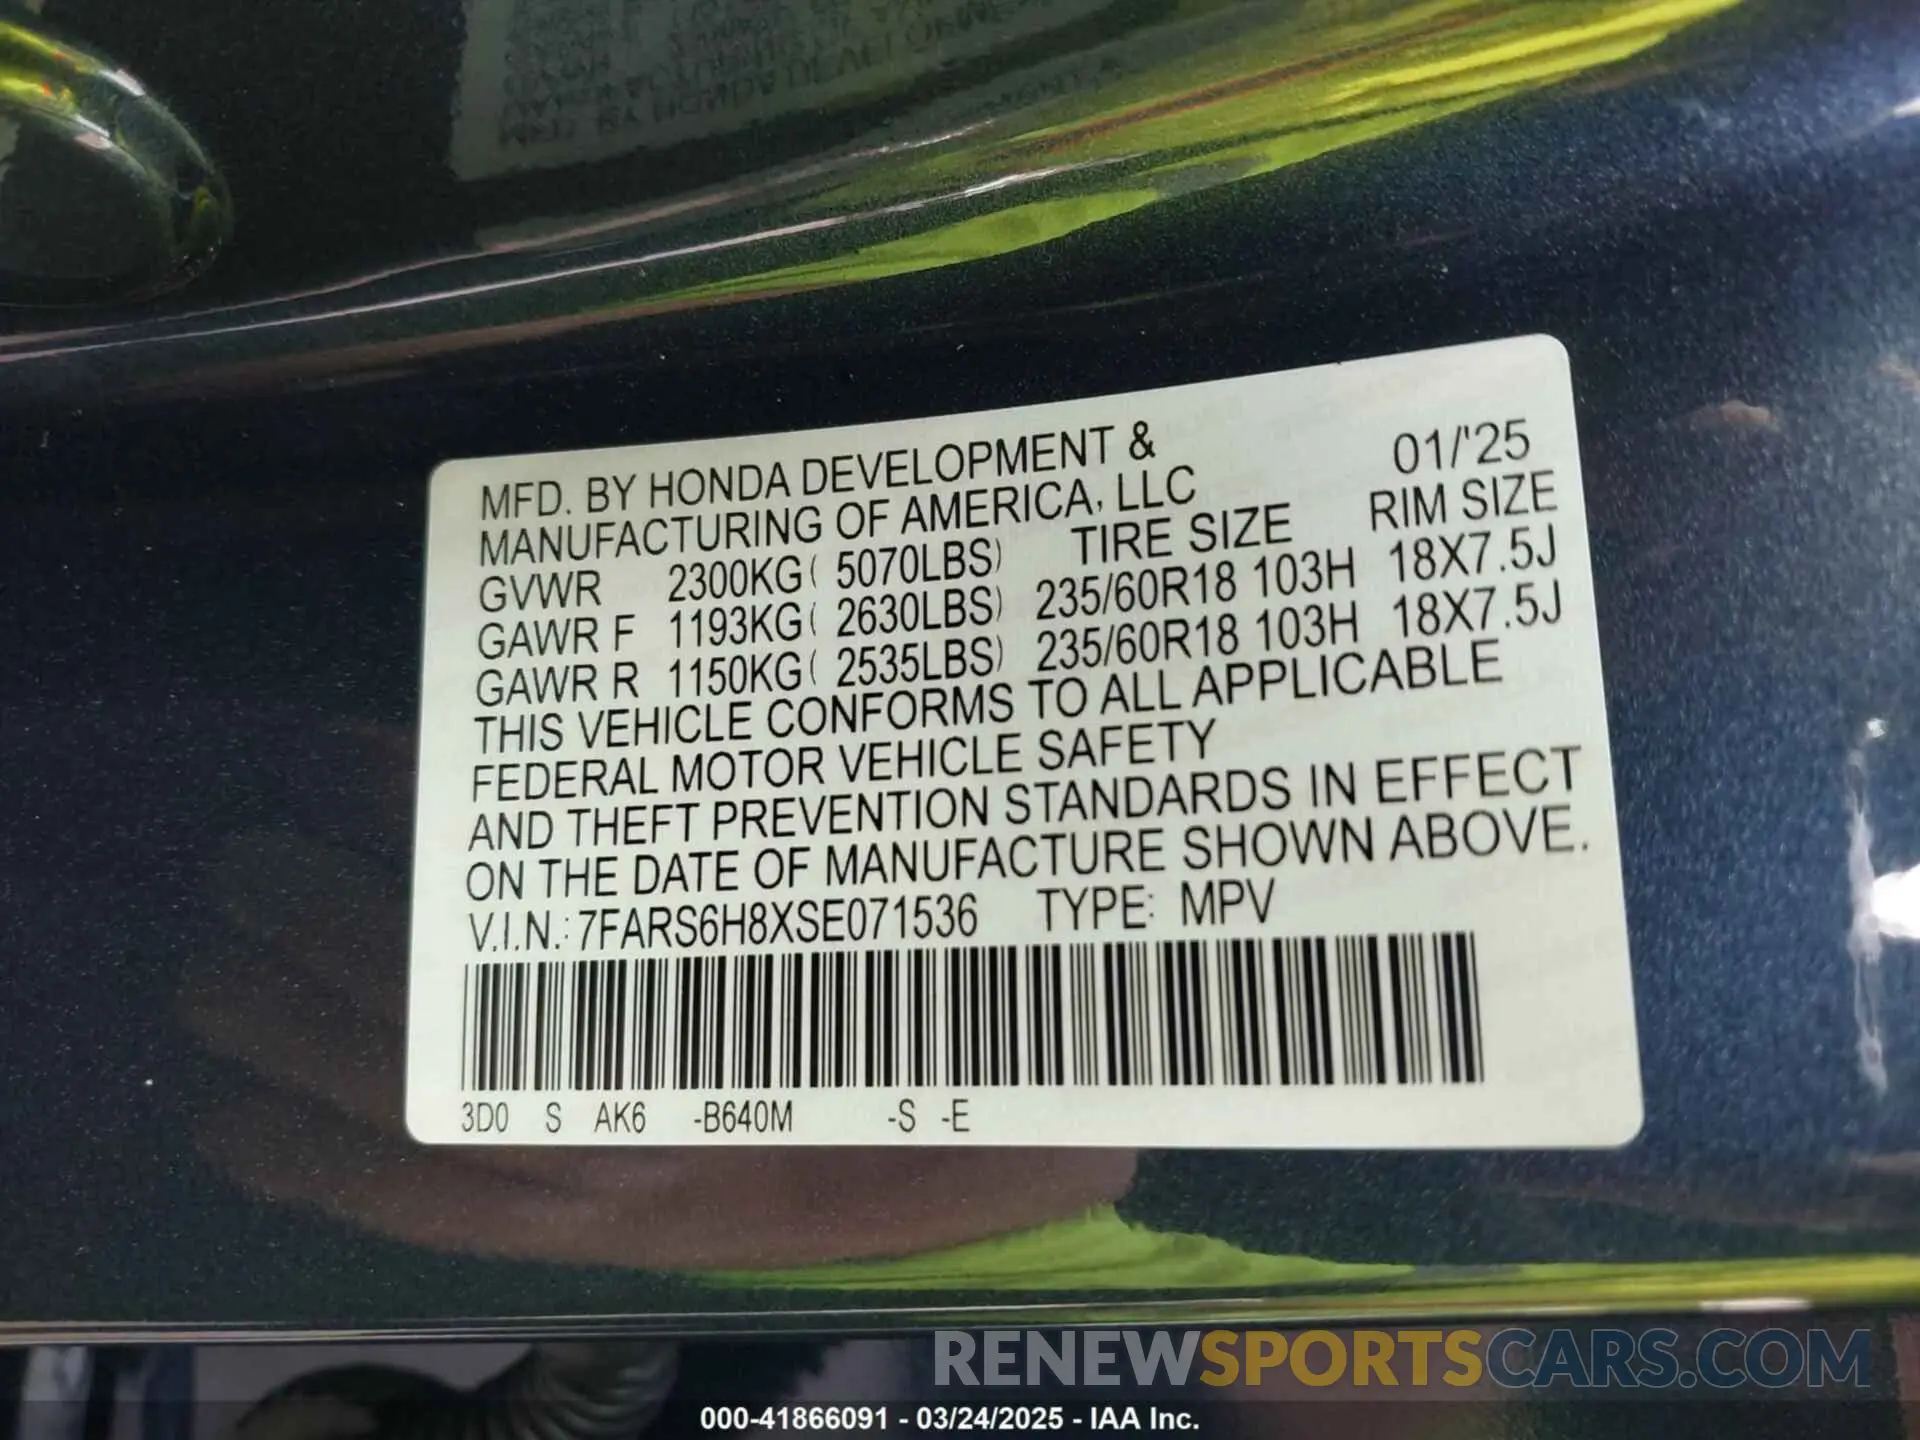 MFD. BY HONDA DEVELOPMENT & 01/'25
MANUFACTURING OF AMERICA, LLC RIM SIZE
GVWR 2300KG( 5070LBS) TIRE SIZE
GAWR F 1193KG( 2630LBS) 235/60R18 103H 18X7.5J
GAWR R 1150KG( 2535LBS) 235/60R18 103H 18X7.5J
THIS VEHICLE CONFORMS TO ALL APPLICABLE
FEDERAL MOTOR VEHICLE SAFETY
AND THEFT PREVENTION STANDARDS IN EFFECT
ON THE DATE OF MANUFACTURE SHOWN ABOVE.
V.I.N.: 7FARS6H8XSE071536 TYPE: MPV
3D0 S AK6 -B640M -S -E
RENEWSPORTSCARS.COM
000-41866091 - 03/24/2025 - IAA Inc.